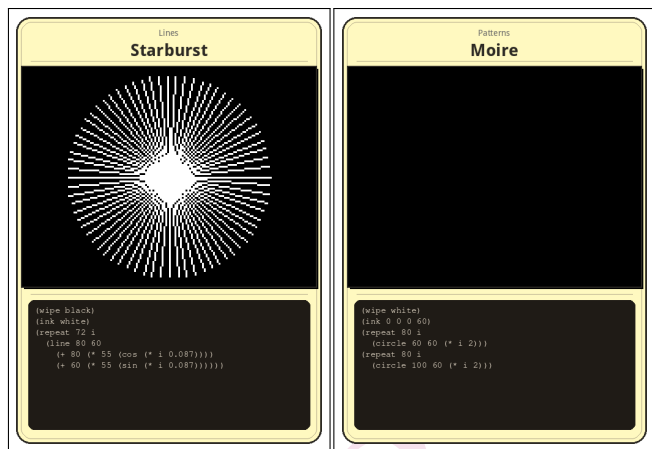 Lines
Starburst
(wipe black)
(ink white)
(repeat 72 i
(line 80 60
(+ 80 (* 55 (cos (* i 0.087))))
(+ 60 (* 55 (sin (* i 0.087))))))
Patterns
Moire
(wipe white)
(ink 0 0 0 60)
(repeat 80 i
(circle 60 60 (* i 2)))
(repeat 80 i
(circle 100 60 (* i 2)))